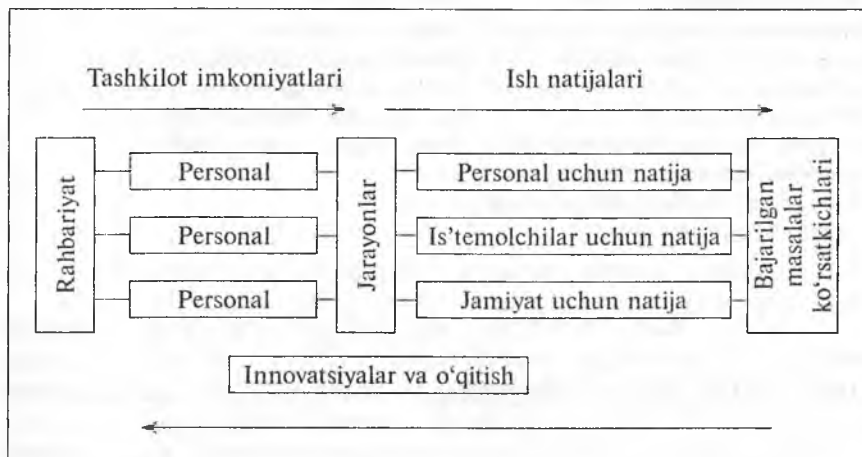 Tashkilot imkoniyatlari
Ish natijalari
Rahbariyat
Personal
Personal
Personal
Jarayonlar
Personal uchun natija
Is’temolchilar uchun natija
Jamiyat uchun natija
Bajarilgan
masalalar
ko‘rsatkichlari
Innovatsiyalar va o‘qitish